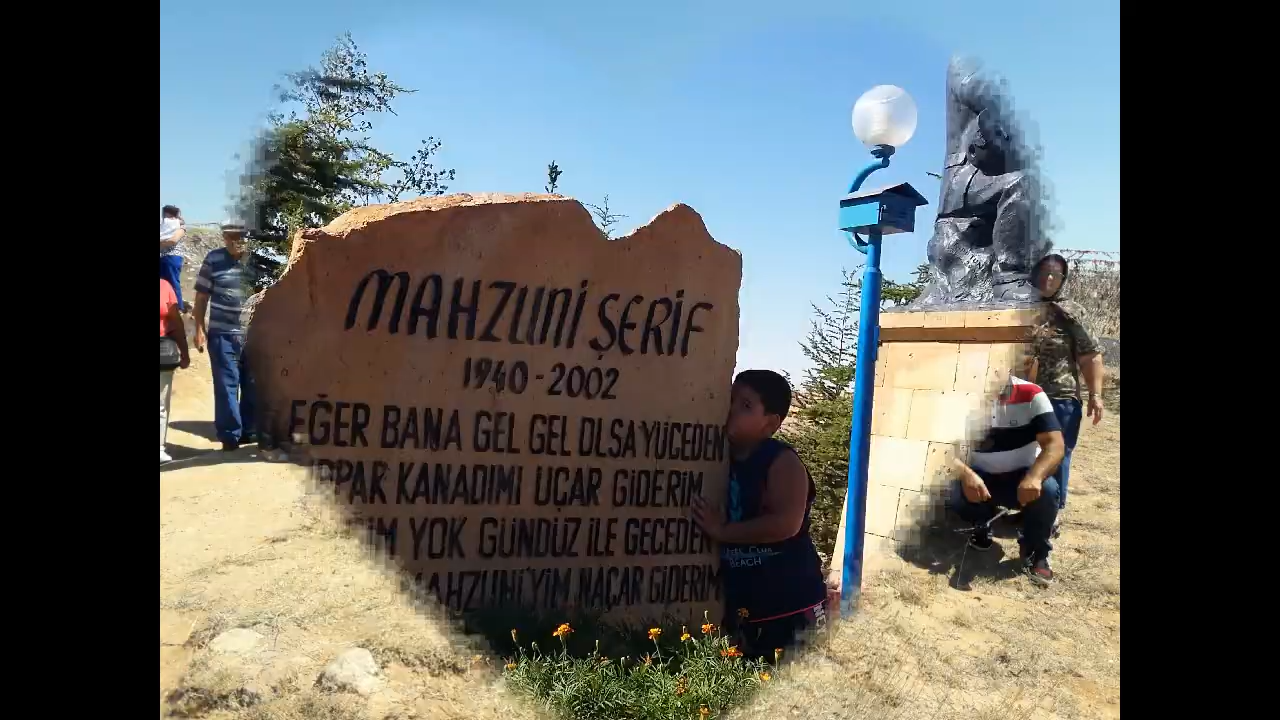 MAHZUNİ ŞERİF
1940-2002
EĞER BANA GEL GEL OLSA YÜCEDEN
KANADIMI UÇAR GİDERİM
YOK GÜNDÜZ İLE GECEDEN
MAHZUNİ'YİM NAÇAR GİDERİM
BEACH